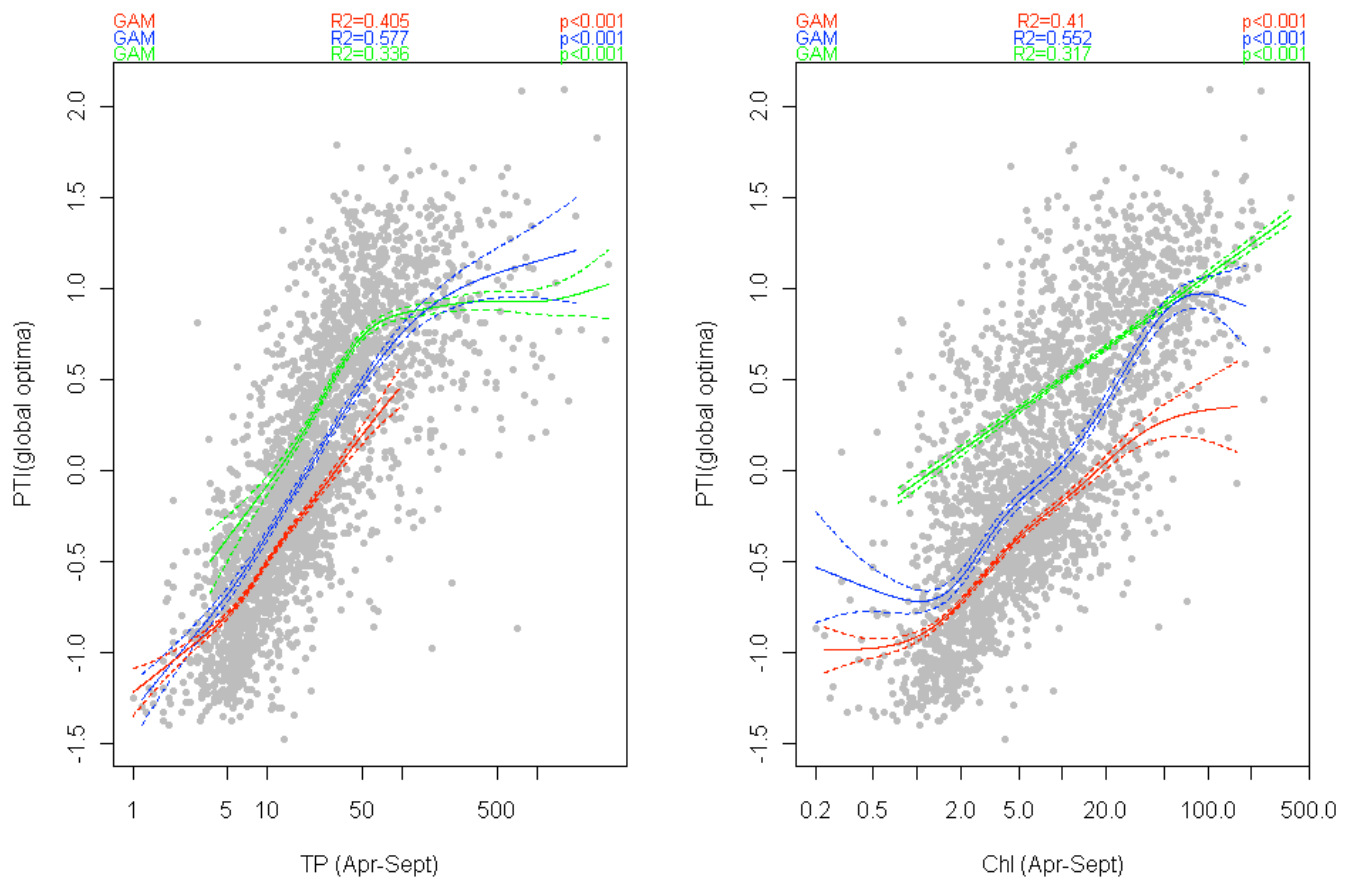 GAM R2=0.405 p<0.001
GAM R2=0.577 p<0.001
GAM R2=0.336 p<0.001
2.0
1.5
1.0
0.5
0.0
-0.5
-1.0
-1.5
PTI(global optima)
1 5 10 50 500
TP (Apr-Sept)
GAM R2=0.41 p<0.001
GAM R2=0.552 p<0.001
GAM R2=0.317 p<0.001
2.0
1.5
1.0
0.5
0.0
-0.5
-1.0
-1.5
PTI(global optima)
0.2 0.5 2.0 5.0 20.0 100.0 500.0
Chl (Apr-Sept)